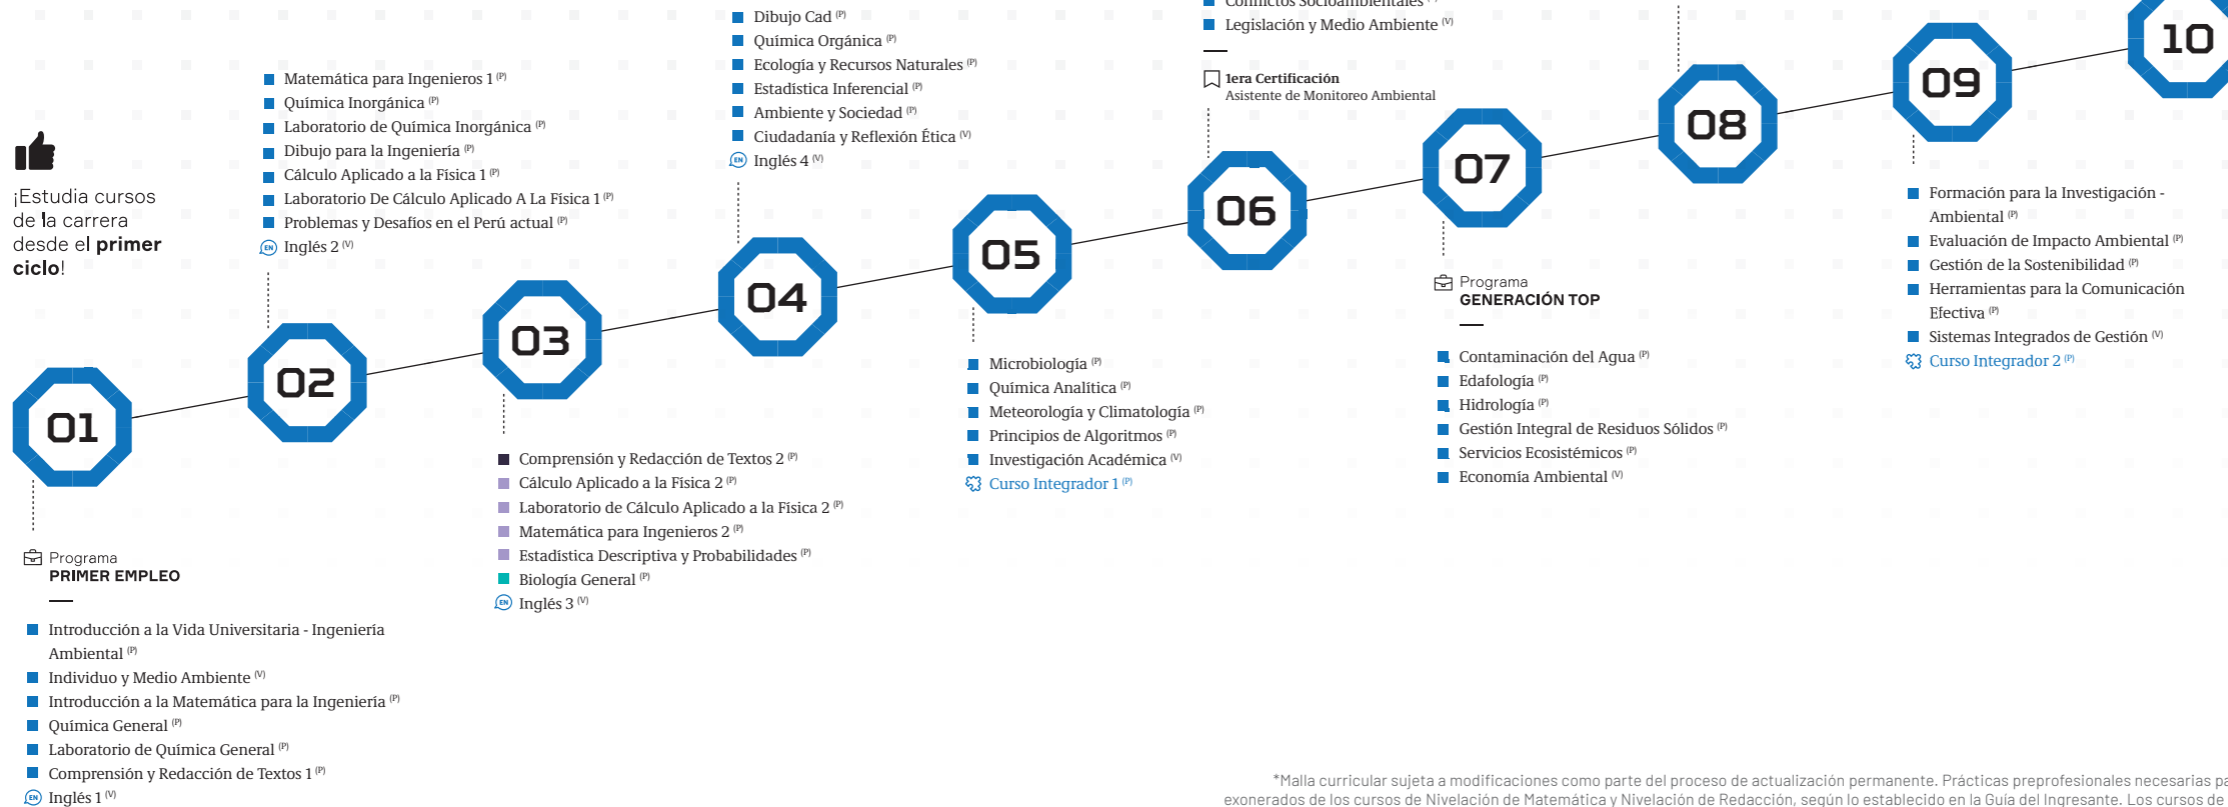 ¡Estudia cursos
de la carrera
desde el primer
ciclo!
01
Programa
PRIMER EMPLEO
Introducción a la Vida Universitaria - Ingeniería
Ambiental (P)
Individuo y Medio Ambiente (V)
Introducción a la Matemática para la Ingeniería (P)
Química General (P)
Laboratorio de Química General (P)
Comprensión y Redacción de Textos 1 (P)
EN Inglés 1 (V)
Matemática para Ingenieros 1 (P)
Química Inorgánica (P)
Laboratorio de Química Inorgánica (P)
Dibujo para la Ingeniería (P)
Cálculo Aplicado a la Física 1 (P)
Laboratorio De Cálculo Aplicado A La Física 1 (P)
Problemas y Desafíos en el Perú actual (P)
EN Inglés 2 (V)
02
03
Comprensión y Redacción de Textos 2 (P)
Cálculo Aplicado a la Física 2 (P)
Laboratorio de Cálculo Aplicado a la Física 2 (P)
Matemática para Ingenieros 2 (P)
Estadística Descriptiva y Probabilidades (P)
Biología General (P)
EN Inglés 3 (V)
Dibujo Cad (P)
Química Orgánica (P)
Ecología y Recursos Naturales (P)
Estadística Inferencial (P)
Ambiente y Sociedad (P)
Ciudadanía y Reflexión Ética (V)
EN Inglés 4 (V)
04
05
Microbiología (P)
Química Analítica (P)
Meteorología y Climatología (P)
Principios de Algoritmos (P)
Investigación Académica (V)
Curso Integrador 1 (P)
Conflictos Socioambientales
Legislación y Medio Ambiente (V)
1era Certificación
Asistente de Monitoreo Ambiental
06
07
Programa
GENERACIÓN TOP
Contaminación del Agua (P)
Edafología (P)
Hidrología (P)
Gestión Integral de Residuos Sólidos (P)
Servicios Ecosistémicos (P)
Economía Ambiental (V)
08
09
Formación para la Investigación -
Ambiental (P)
Evaluación de Impacto Ambiental (P)
Gestión de la Sostenibilidad (P)
Herramientas para la Comunicación
Efectiva (P)
Sistemas Integrados de Gestión (V)
Curso Integrador 2 (P)
10
*Malla curricular sujeta a modificaciones como parte del proceso de actualización permanente. Prácticas preprofesionales necesarias pa
exonerados de los cursos de Nivelación de Matemática y Nivelación de Redacción, según lo establecido en la Guía del Ingresante. Los cursos de